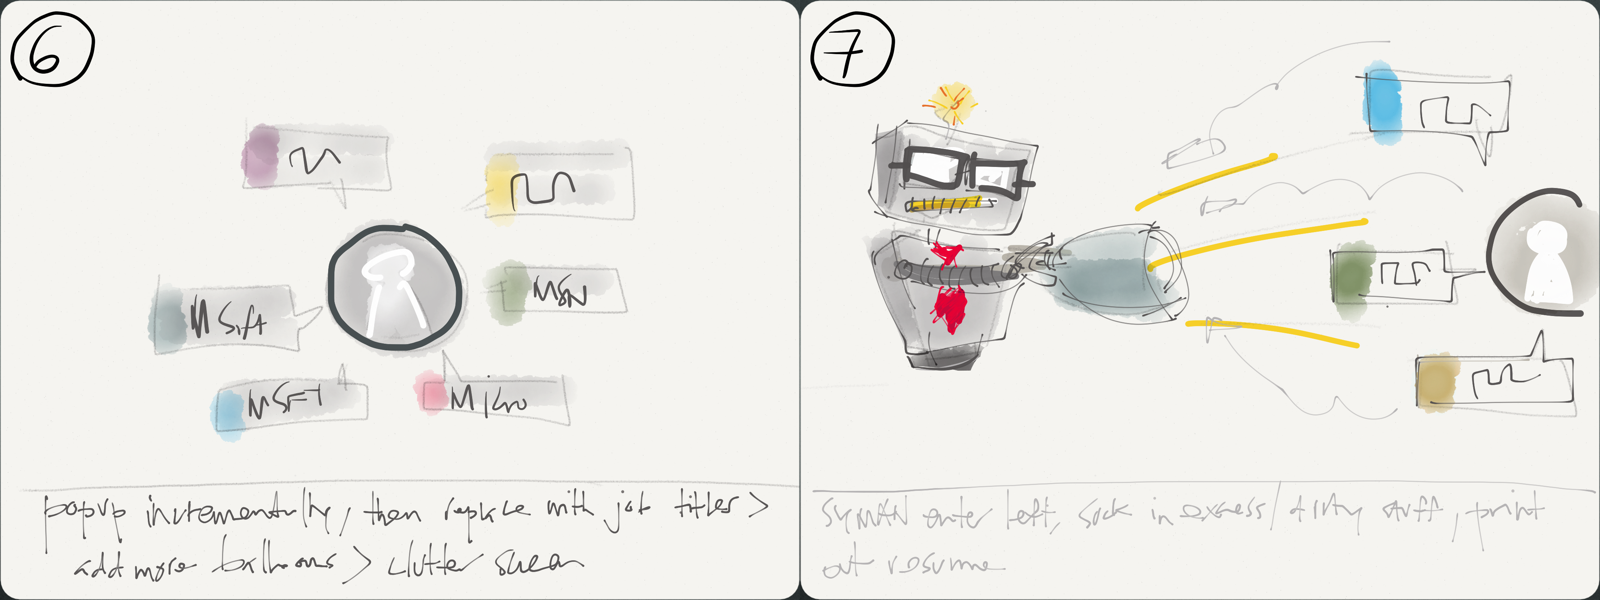 6
MSN
MSift
MSFT
Micro
popup incrementally, then replace with job titles >
add more balloons > clutter screen
7
SYMAN enter left, suck in excess / dirty stuff, print
out resume